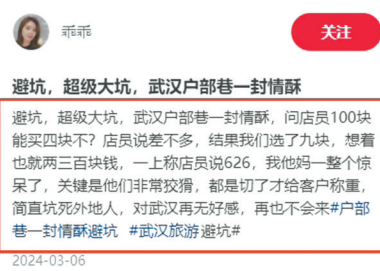 乖乖
关注
避坑，超级大坑，武汉户部巷一封情酥
避坑，超级大坑，武汉户部巷一封情酥，问店员100块
能买四块不？店员说差不多，结果我们选了九块，想着
也就两三百块钱，一上称店员说626，我他妈一整个惊
呆了，关键是他们非常狡猾，都是切了才给客户称重，
简直坑死外地人，对武汉再无好感，再也不会来#户部
巷一封情酥避坑 #武汉旅游避坑#
2024-03-06